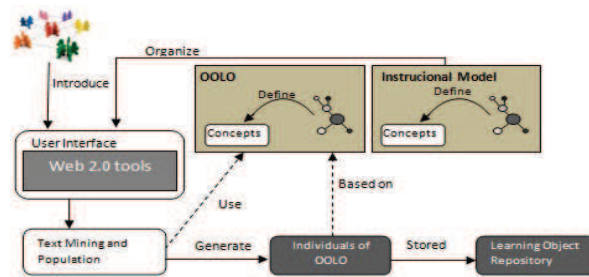 Organize
Introduce
OOLO
Define
Concepts
Instrucional Model
Define
Concepts
User Interface
Web 2.0 tools
Use
Based on
Text Mining and
Population
Generate
Individuals of
OOLO
Stored
Learning Object
Repository